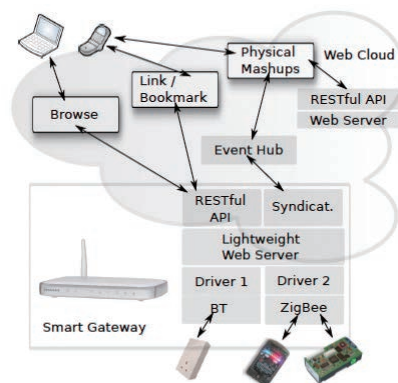 Physical
Mashups
Web Cloud
Link /
Bookmark
RESTful API
Web Server
Browse
Event Hub
RESTful
API
Syndicat.
Lightweight
Web Server
Driver 1
Driver 2
BT
ZigBee
Smart Gateway